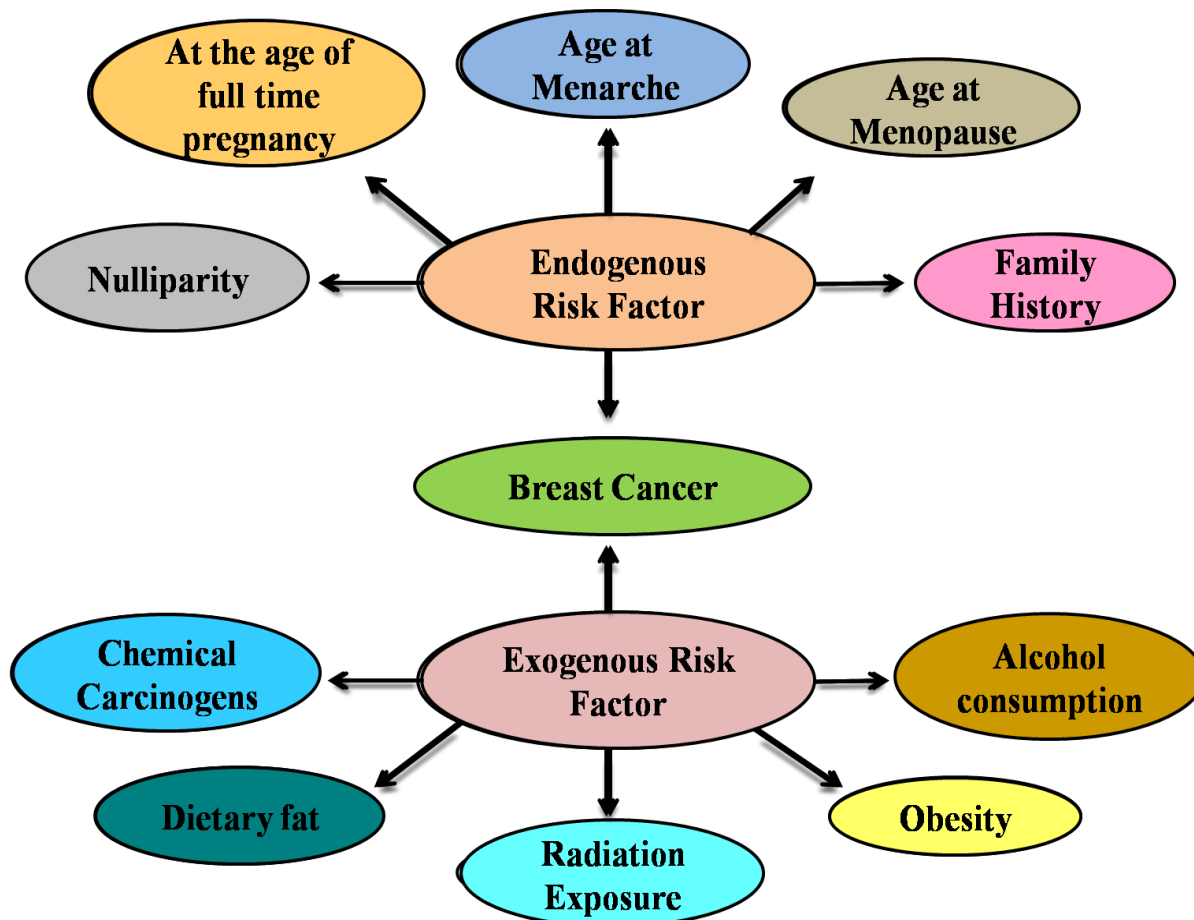 At the age of
full time
pregnancy
Age at
Menarche
Age at
Menopause
Nulliparity
Endogenous
Risk Factor
Family
History
Breast Cancer
Chemical
Carcinogens
Exogenous Risk
Factor
Alcohol
consumption
Dietary fat
Radiation
Exposure
Obesity